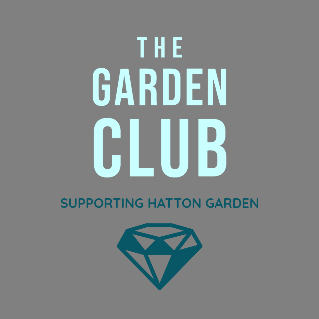 THE
GARDEN
CLUB
SUPPORTING HATTON GARDEN